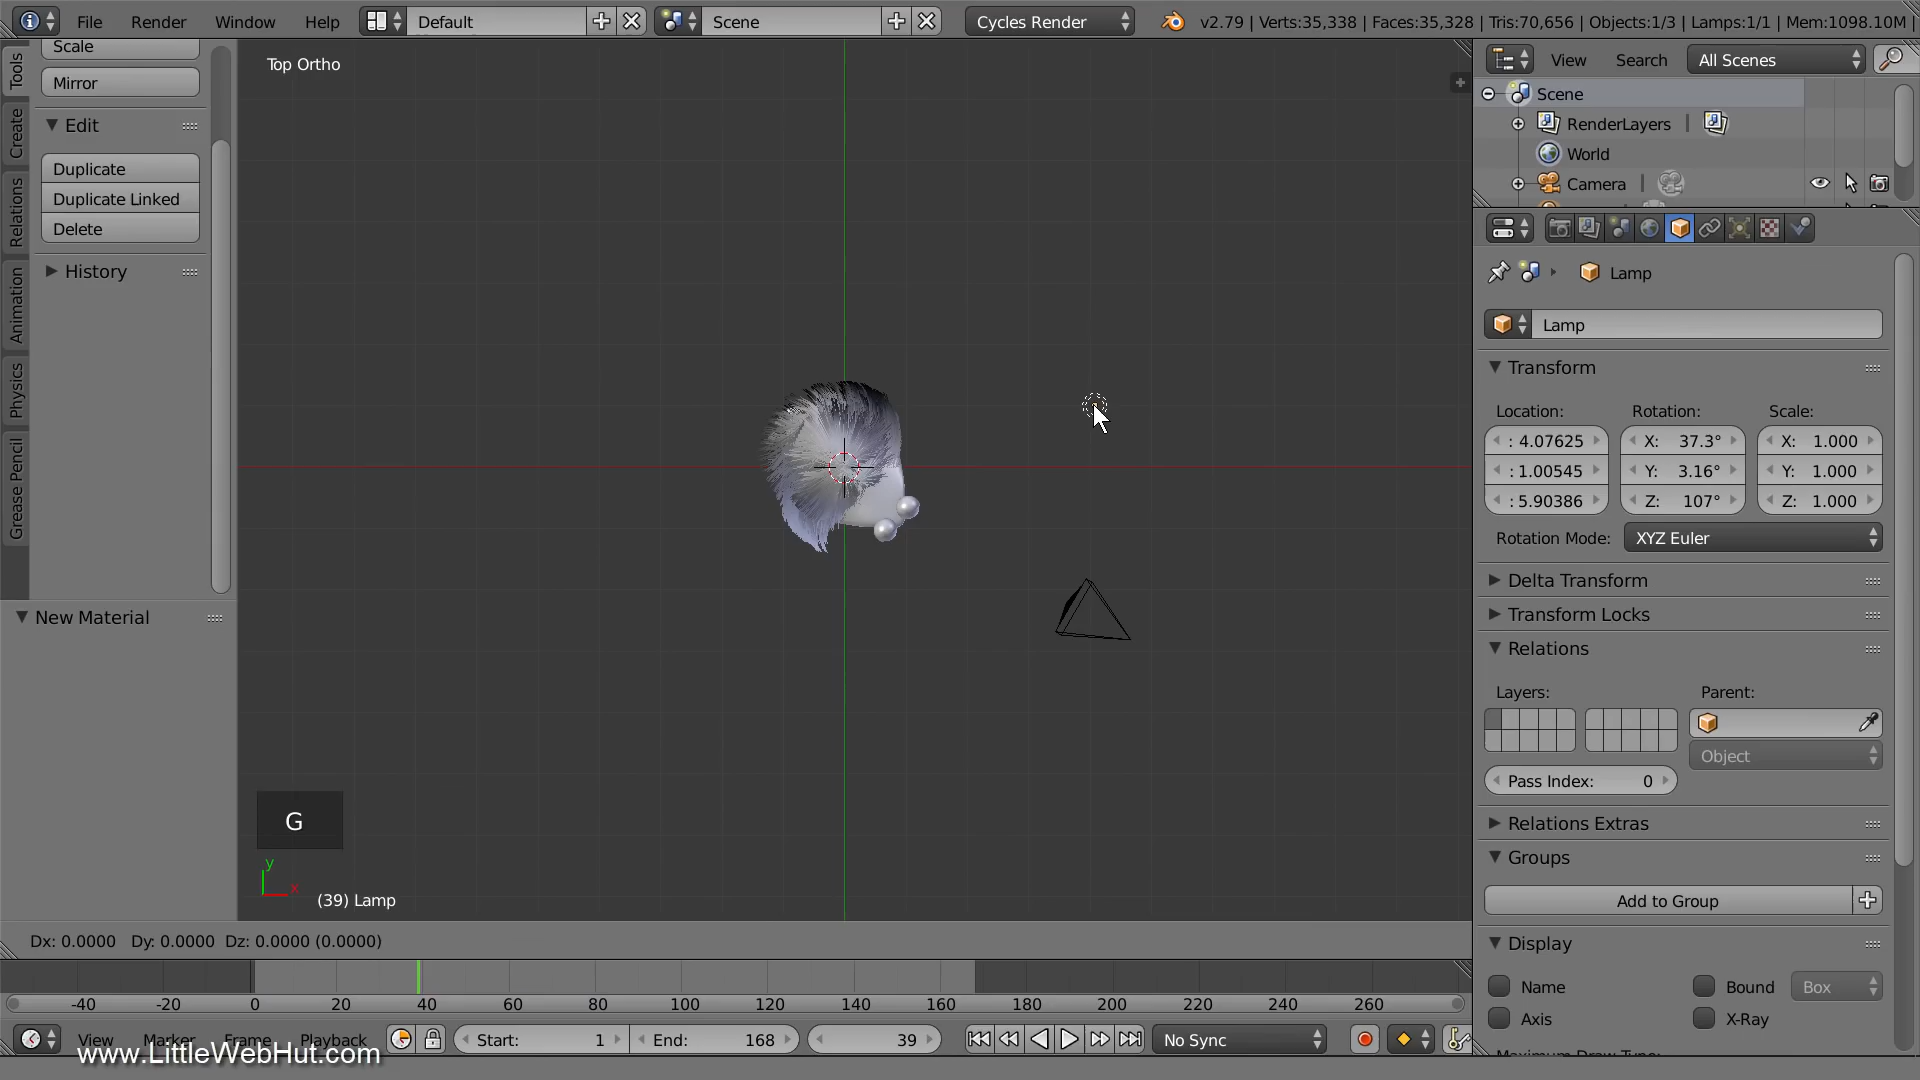 File Render Window Help Default Scene Cycles Render v2.79 | Verts:35,338 | Faces:35,328 | Tris:70,656 | Objects:1/3 | Lamps:1/1 | Mem:1098.10M |
Scale
Mirror
Edit
Duplicate
Duplicate Linked
Delete
History
Tools
Create
Relations
Animation
Physics
Grease Pencil
New Material
Top Ortho
G
y
x
(39) Lamp
Dx: 0.0000 Dy: 0.0000 Dz: 0.0000 (0.0000)
View Search All Scenes
Scene
RenderLayers |
World
Camera |
Lamp
Lamp
Transform
Location: Rotation: Scale:
: 4.07625 X: 37.3° X: 1.000
: 1.00545 Y: 3.16° Y: 1.000
: 5.90386 Z: 107° Z: 1.000
Rotation Mode: XYZ Euler
Delta Transform
Transform Locks
Relations
Layers: Parent:
Object
Pass Index: 0
Relations Extras
Groups
Add to Group
Display
Name Bound Box
Axis X-Ray
-40 -20 0 20 40 60 80 100 120 140 160 180 200 220 240 260
View Marker Frame Playback Start: 1 End: 168 39 No Sync
www.LittleWebHut.com